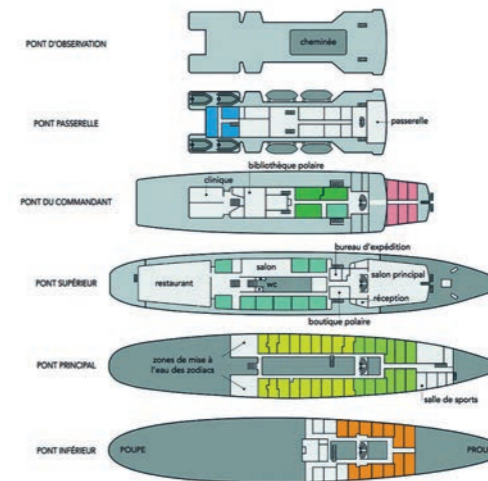 PONT D'OBSERVATION
cheminée
PONT PASSERELLE
passerelle
bibliothèque polaire
clinique
PONT DU COMMANDANT
bureau d'expédition
salon
salon principal
PONT SUPÉRIEUR
restaurant
wc
réception
boutique polaire
zones de mise à
l'eau des zodiacs
PONT PRINCIPAL
salle de sports
PONT INFÉRIEUR
POUPE
PROUE